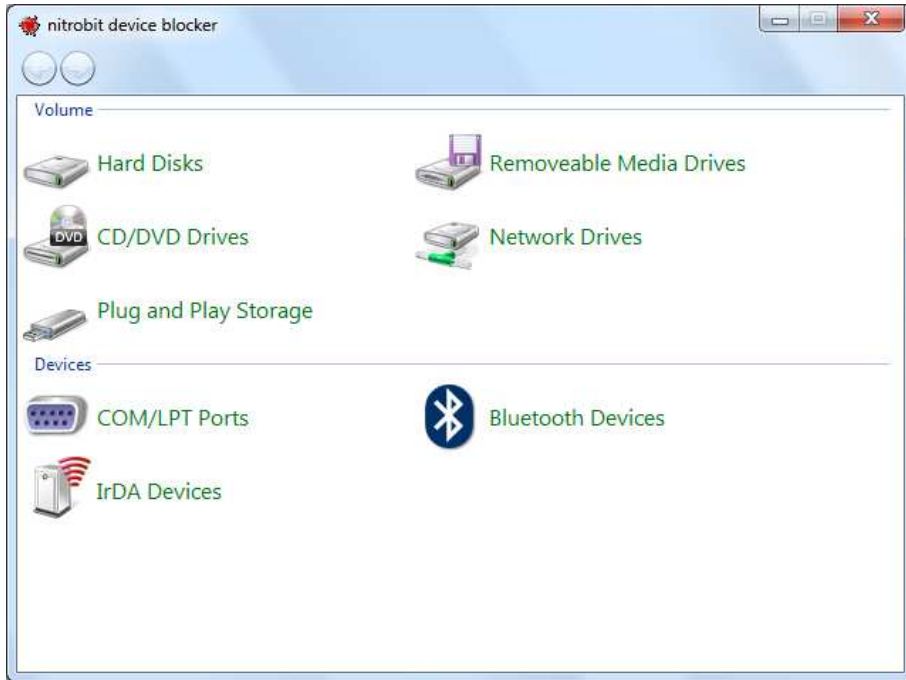 nitrobit device blocker
Volume
Hard Disks
Removeable Media Drives
DVD
CD/DVD Drives
Network Drives
Plug and Play Storage
Devices
COM/LPT Ports
Bluetooth Devices
IrDA Devices